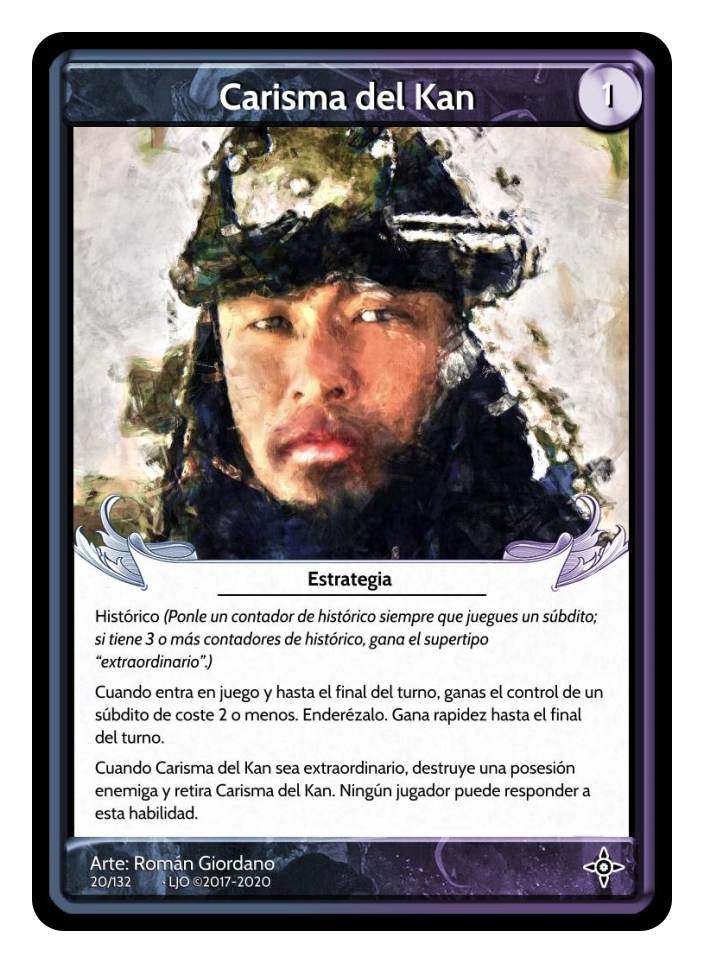 Carisma del Kan
1
Estrategia
Histórico (Ponle un contador de histórico siempre que juegues un súbdito;
si tiene 3 o más contadores de histórico, gana el supertipo
“extraordinario”.)
Cuando entra en juego y hasta el final del turno, ganas el control de un
súbdito de coste 2 o menos. Enderézalo. Gana rapidez hasta el final
del turno.
Cuando Carisma del Kan sea extraordinario, destruye una posesión
enemiga y retira Carisma del Kan. Ningún jugador puede responder a
esta habilidad.
Arte: Román Giordano
20/132 · LJO ©2017-2020